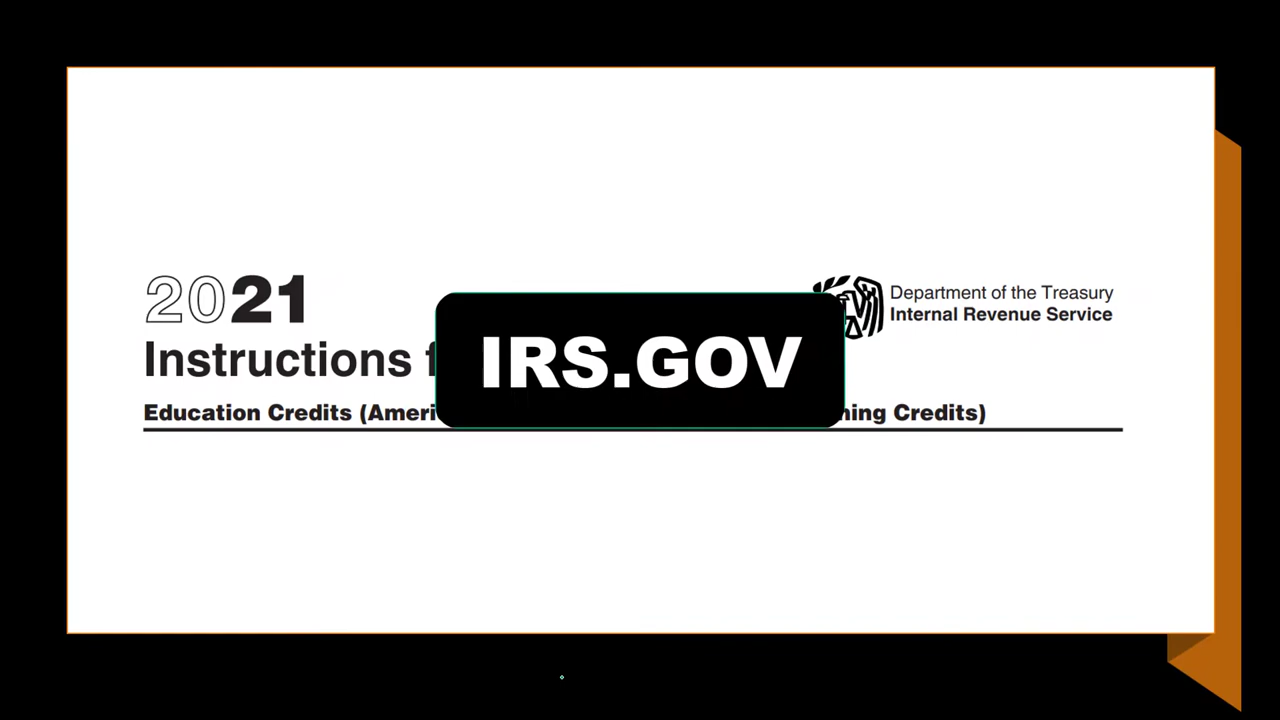 2021
Department of the Treasury
Internal Revenue Service
Instructions
IRS.GOV
Education Credits (Ameri ning Credits)